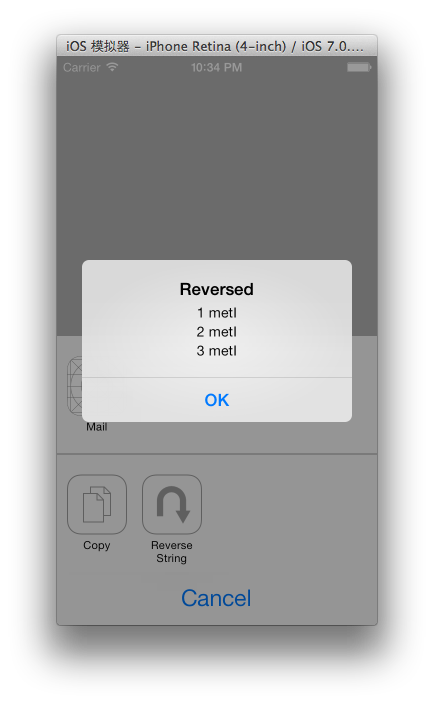 iOS 模拟器 – iPhone Retina (4-inch) / iOS 7.0....
Carrier 10:34 PM
Reversed
1 metI
2 metI
3 metI
OK
Mail
Copy
Reverse
String
Cancel